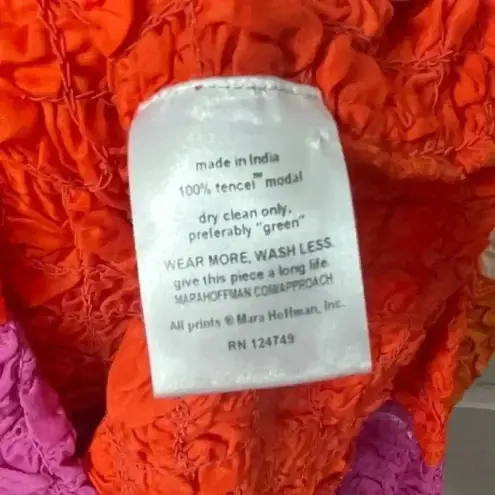 made in India
100% tencel™ modal
dry clean only,
preferably "green"
WEAR MORE, WASH LESS
give this piece a long life.
MARAHOFFMAN.COM/APPROACH
All prints © Mara Hoffman, Inc.
RN 124749